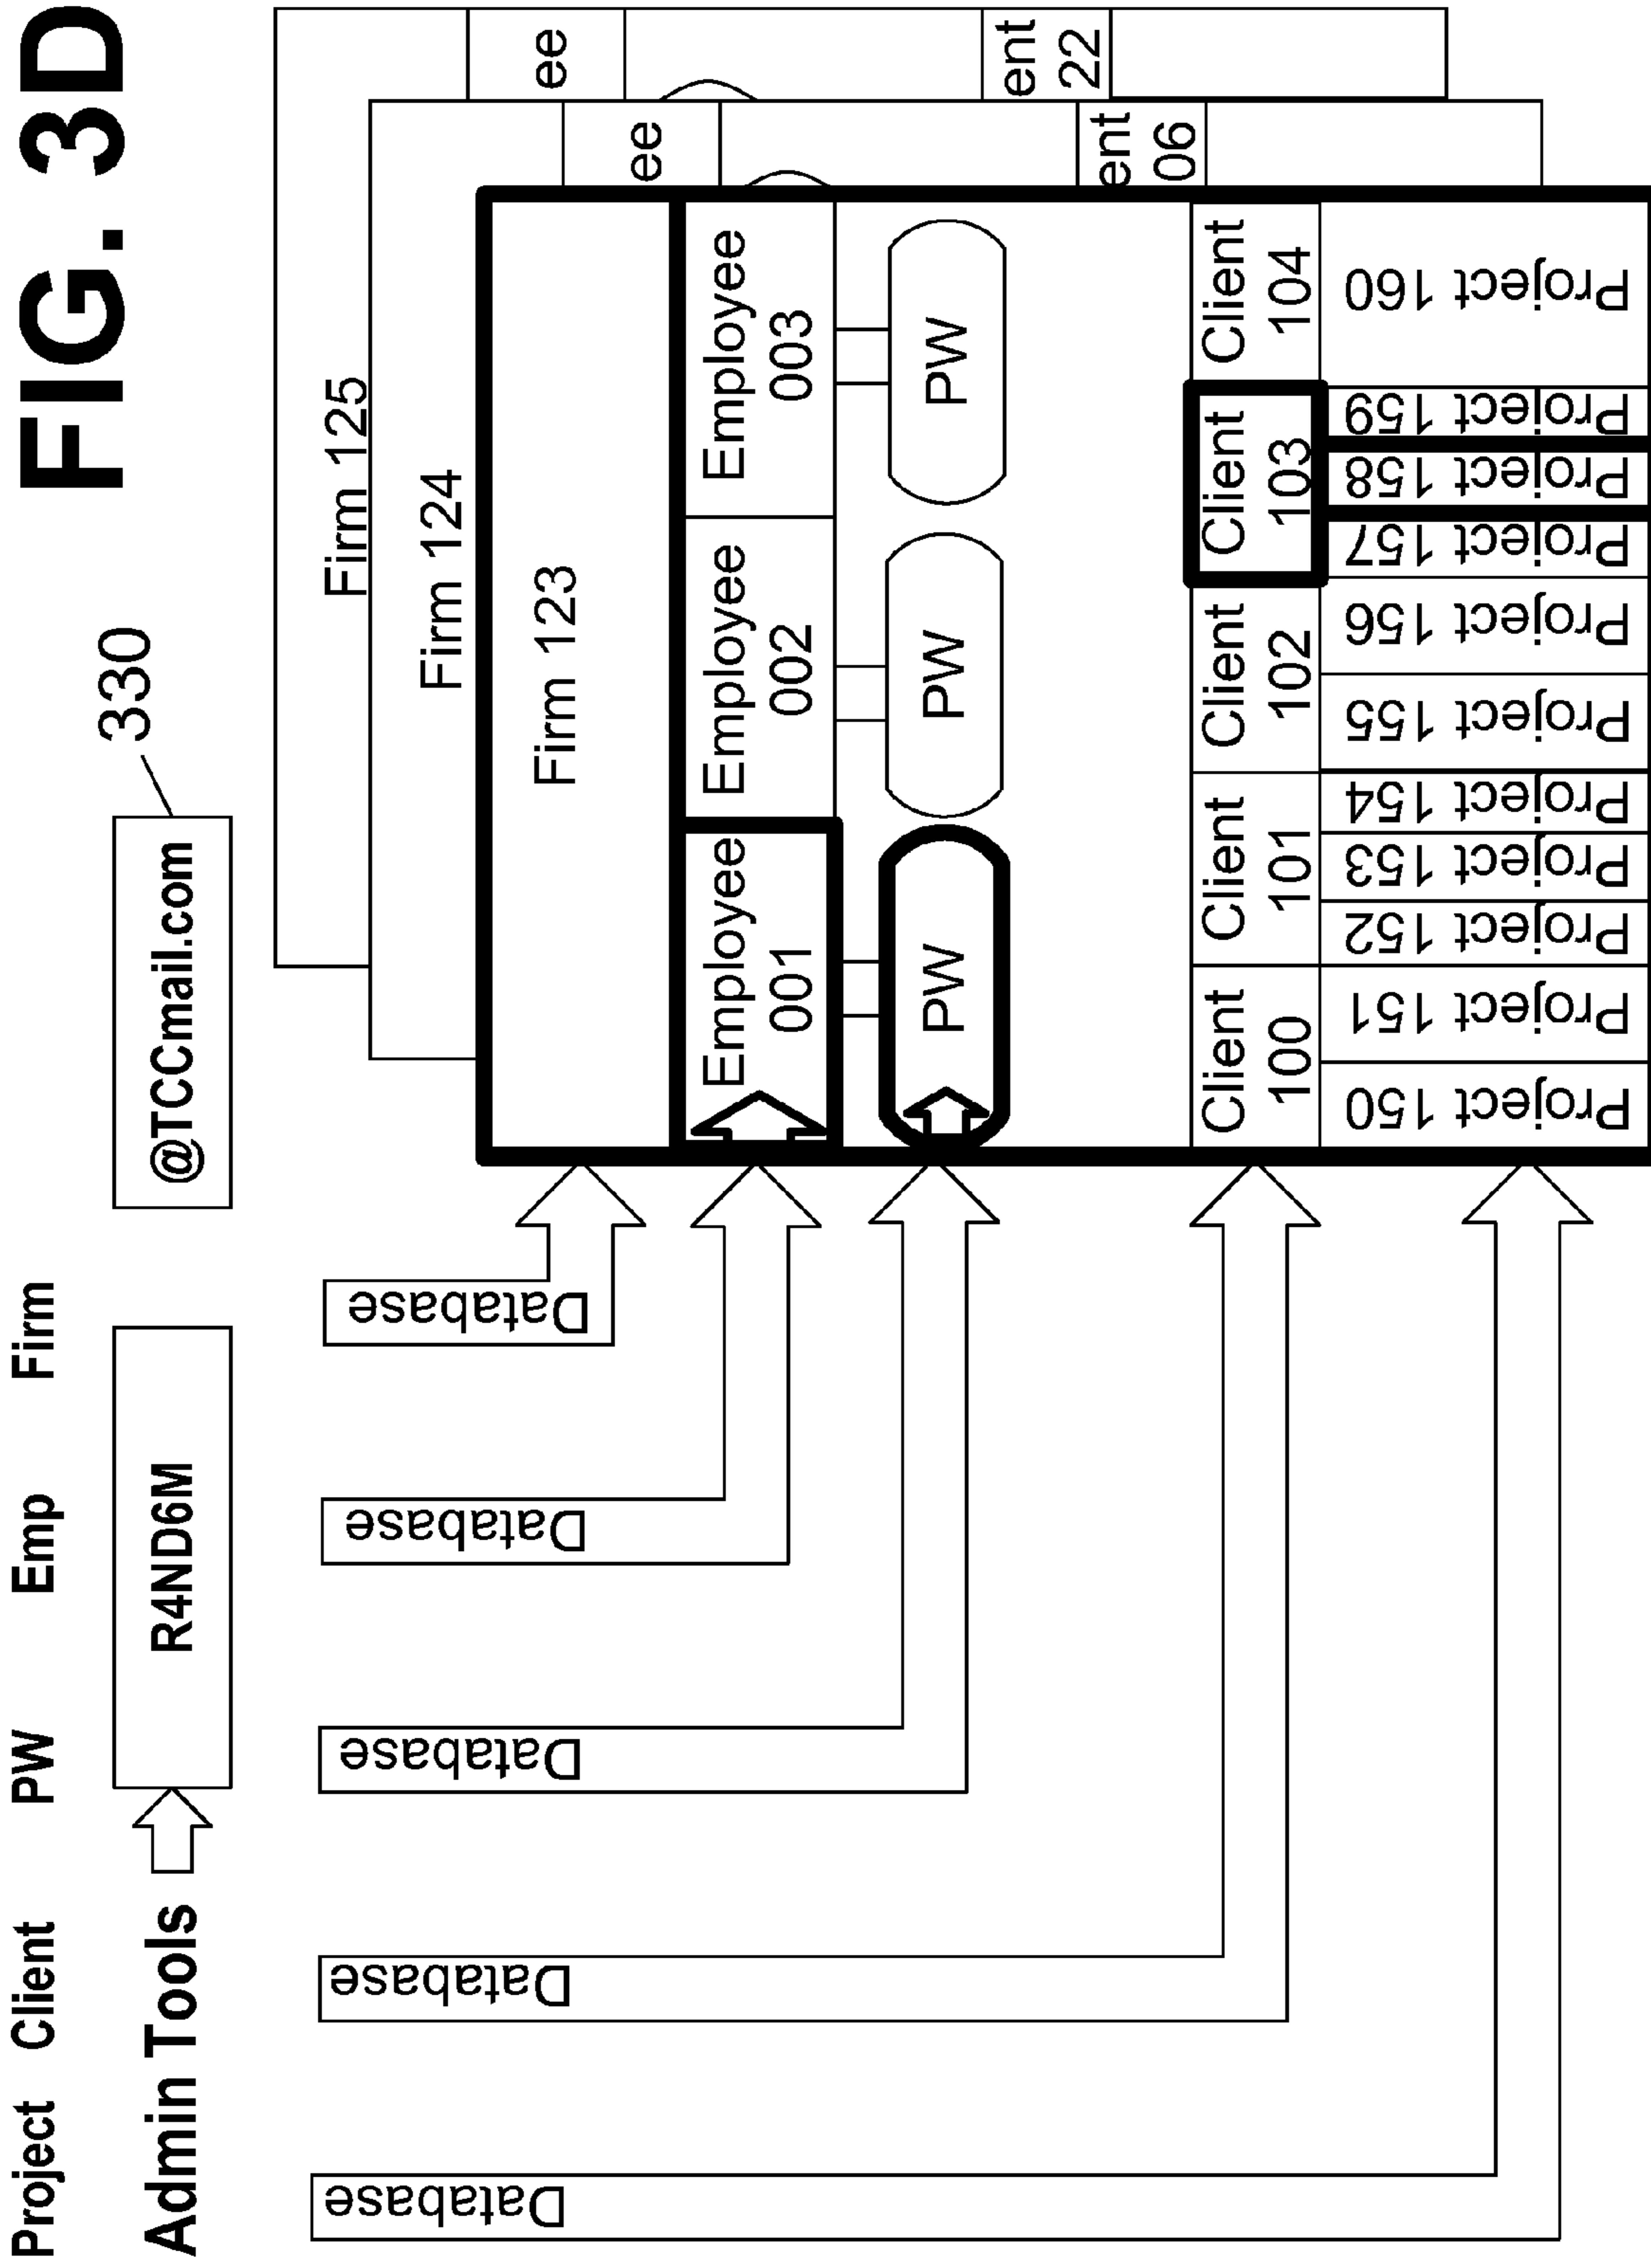 FIG. 3D
Project
Client
PW
Emp
Firm
Admin Tools
R4ND6M
@TCCmail.com
330
Database
Database
Database
Database
Database
Firm 125
Firm 124
Firm 123
ee
ee
Employee
001
Employee
002
Employee
003
PW
PW
PW
ent
22
ent
06
Client
100
Client
101
Client
102
Client
103
Client
104
Project 150
Project 151
Project 152
Project 153
Project 154
Project 155
Project 156
Project 157
Project 158
Project 159
Project 160